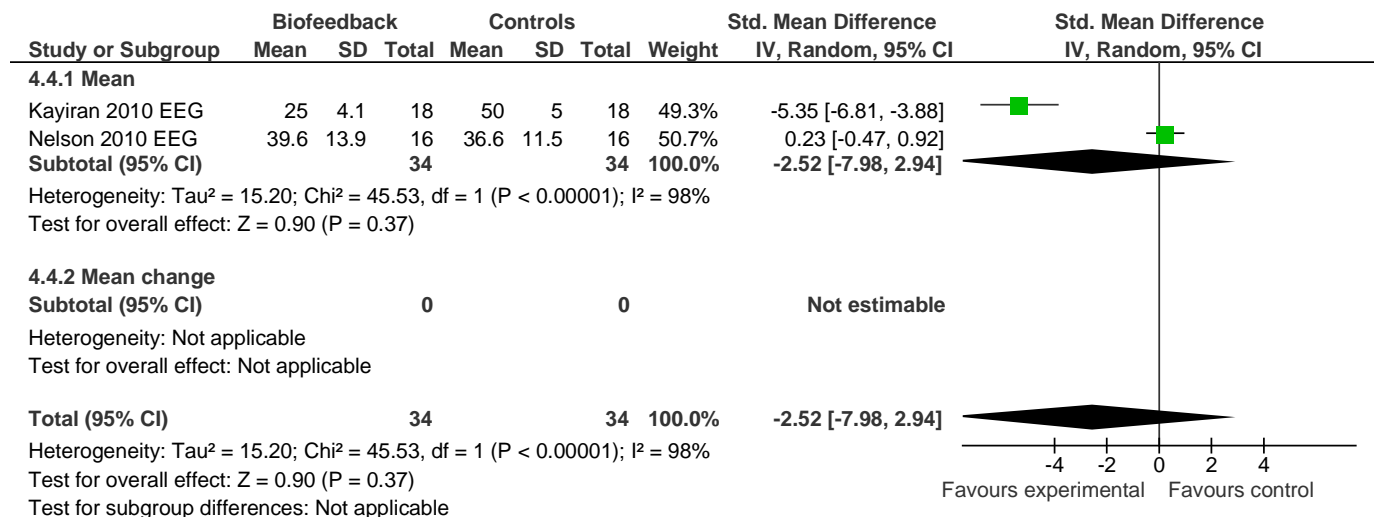 Biofeedback Controls Std. Mean Difference Std. Mean Difference
Study or Subgroup Mean SD Total Mean SD Total Weight IV, Random, 95% CI IV, Random, 95% CI
4.4.1 Mean
Kayiran 2010 EEG 25 4.1 18 50 5 18 49.3% -5.35 [-6.81, -3.88]
Nelson 2010 EEG 39.6 13.9 16 36.6 11.5 16 50.7% 0.23 [-0.47, 0.92]
Subtotal (95% CI) 34 34 100.0% -2.52 [-7.98, 2.94]
Heterogeneity: Tau² = 15.20; Chi² = 45.53, df = 1 (P < 0.00001); I² = 98%
Test for overall effect: Z = 0.90 (P = 0.37)
4.4.2 Mean change
Subtotal (95% CI) 0 0 Not estimable
Heterogeneity: Not applicable
Test for overall effect: Not applicable
Total (95% CI) 34 34 100.0% -2.52 [-7.98, 2.94]
Heterogeneity: Tau² = 15.20; Chi² = 45.53, df = 1 (P < 0.00001); I² = 98%
Test for overall effect: Z = 0.90 (P = 0.37)
Test for subgroup differences: Not applicable
-4 -2 0 2 4
Favours experimental Favours control